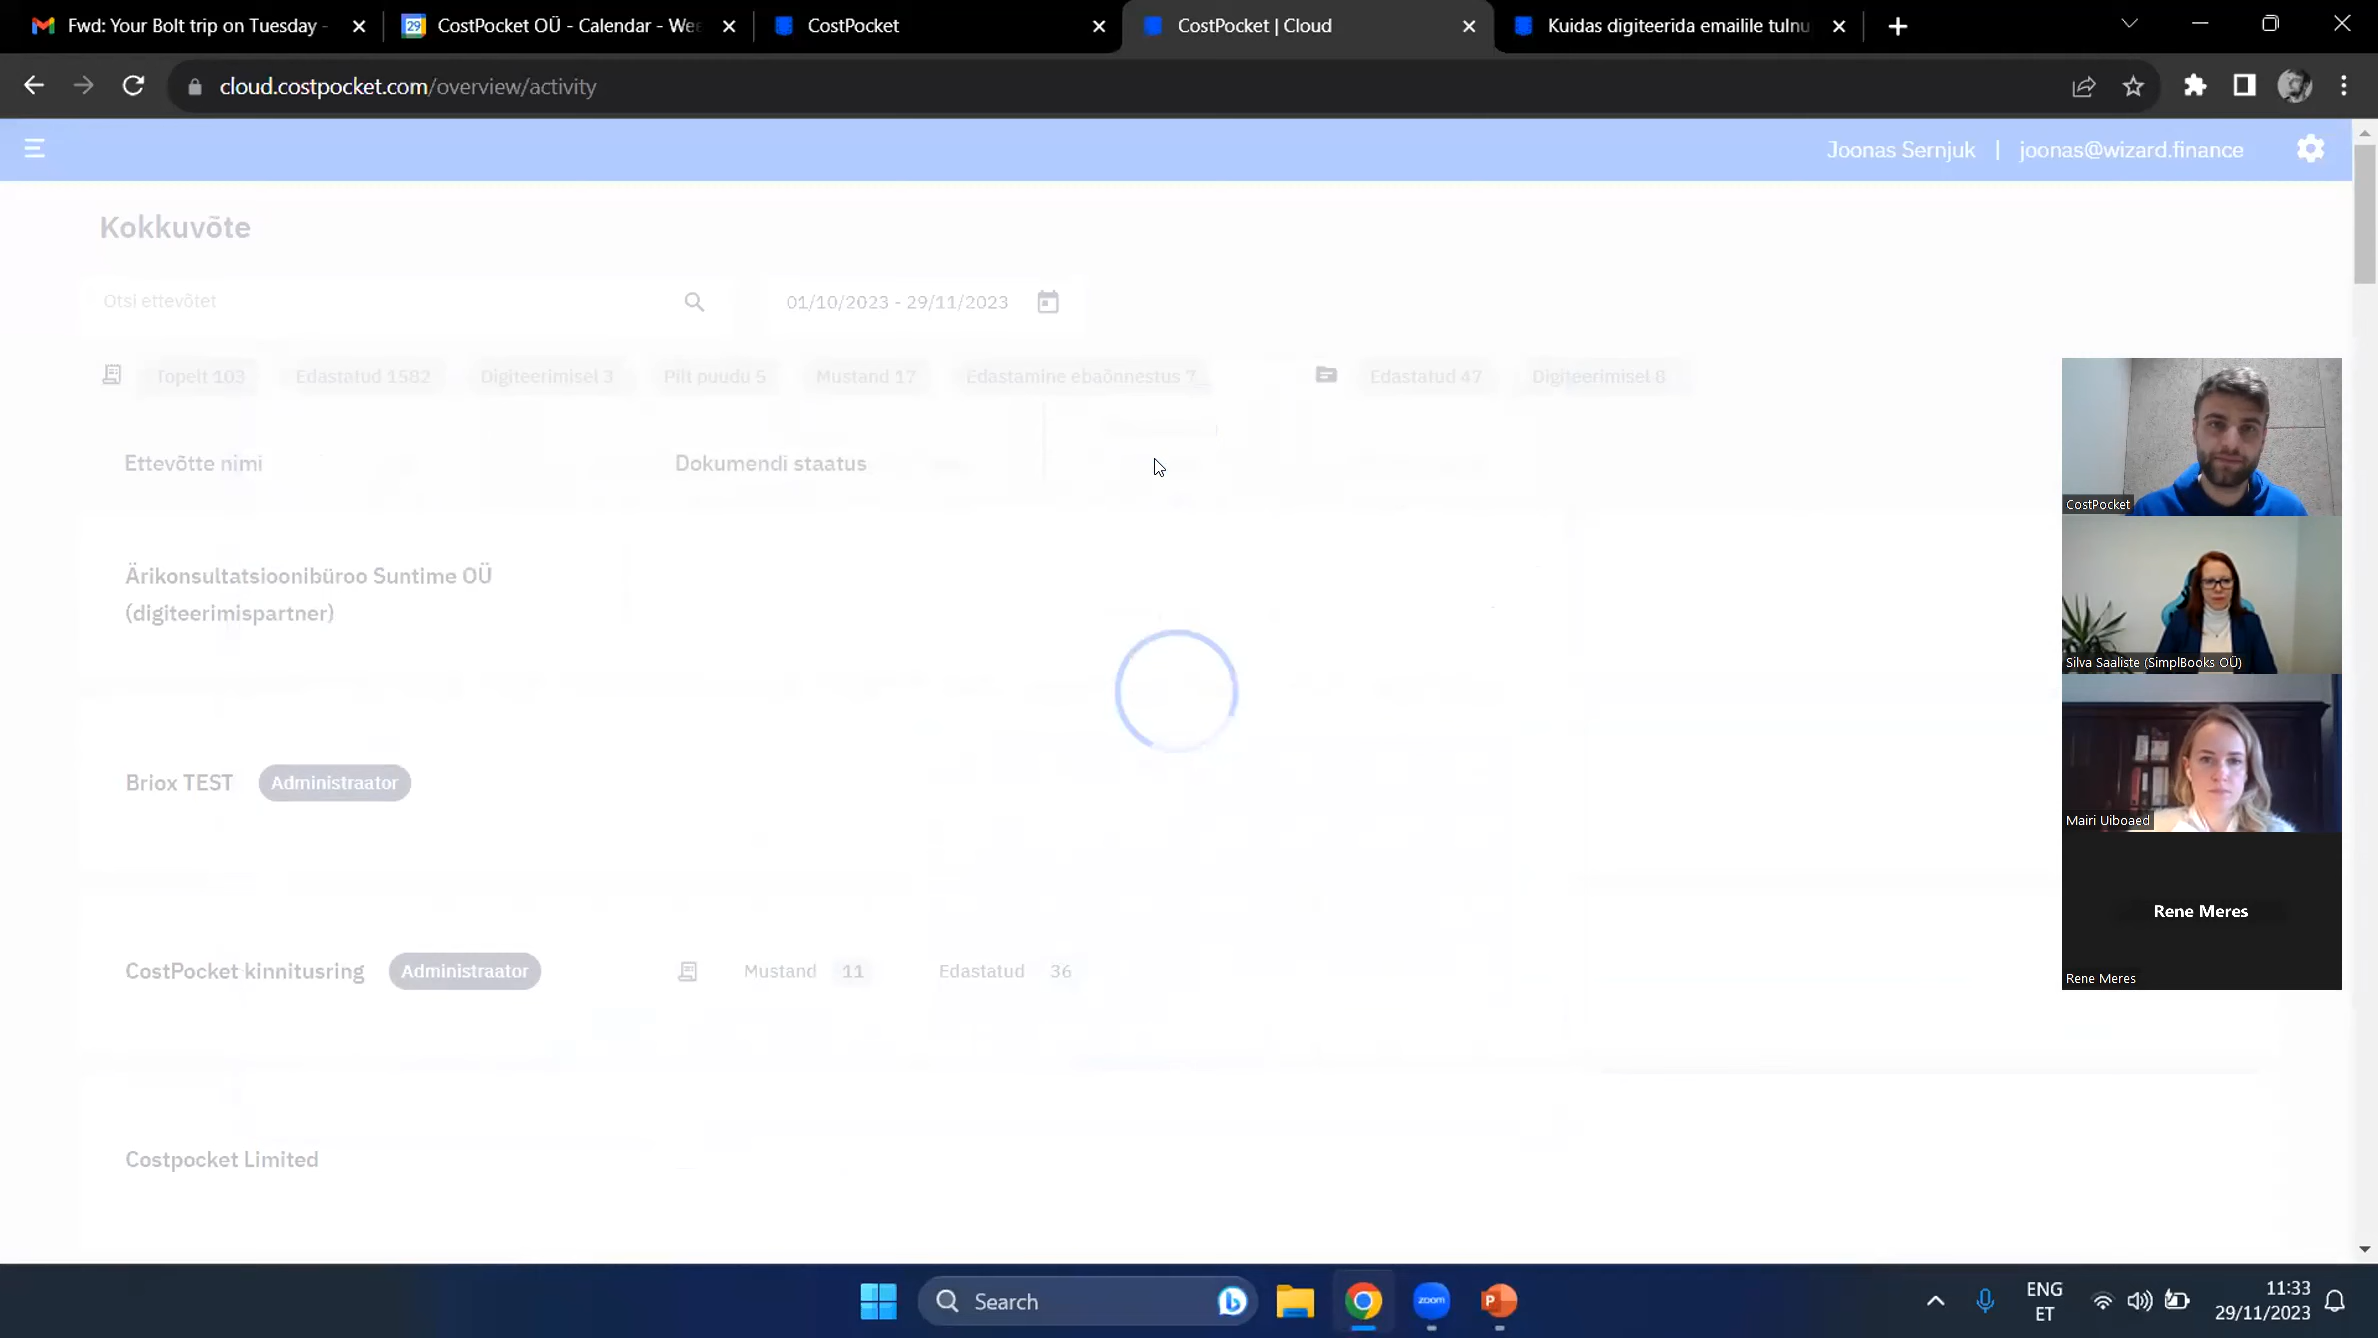 Fwd: Your Bolt trip on Tuesday -
CostPocket OÜ - Calendar - We
CostPocket
CostPocket | Cloud
Kuidas digiteerida emailile tulnu
cloud.costpocket.com/overview/activity
Joonas Sernjuk | joonas@wizard.finance
Kokkuvõte
Otsi ettevõtet
01/10/2023 - 29/11/2023
Topelt 103
Edastatud 1582
Digiteerimisel 3
Pilt puudu 5
Mustand 17
Edastamine ebaõnnestus 7
Edastatud 47
Digiteerimisel 8
Ettevõtte nimi
Dokumendi staatus
Ärikonsultatsioonibüroo Suntime OÜ
(digiteerimispartner)
Briox TEST Administraator
CostPocket kinnitusring Administraator
Mustand 11
Edastatud 36
Costpocket Limited
CostPocket
Silva Saaliste (SimplBooks OÜ)
Mairi Uiboaed
Rene Meres
Rene Meres
29
Search
zoom
P
ENG
ET
11:33
29/11/2023